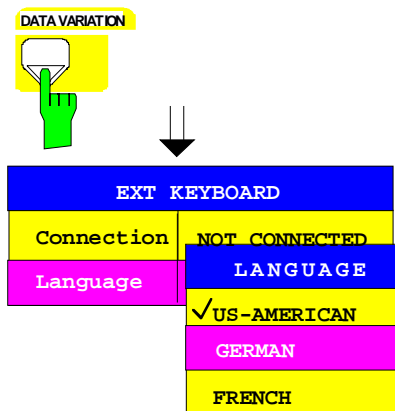 DATA VARIATION
EXT KEYBOARD
Connection NOT CONNECTED
Language
LANGUAGE
US-AMERICAN
GERMAN
FRENCH